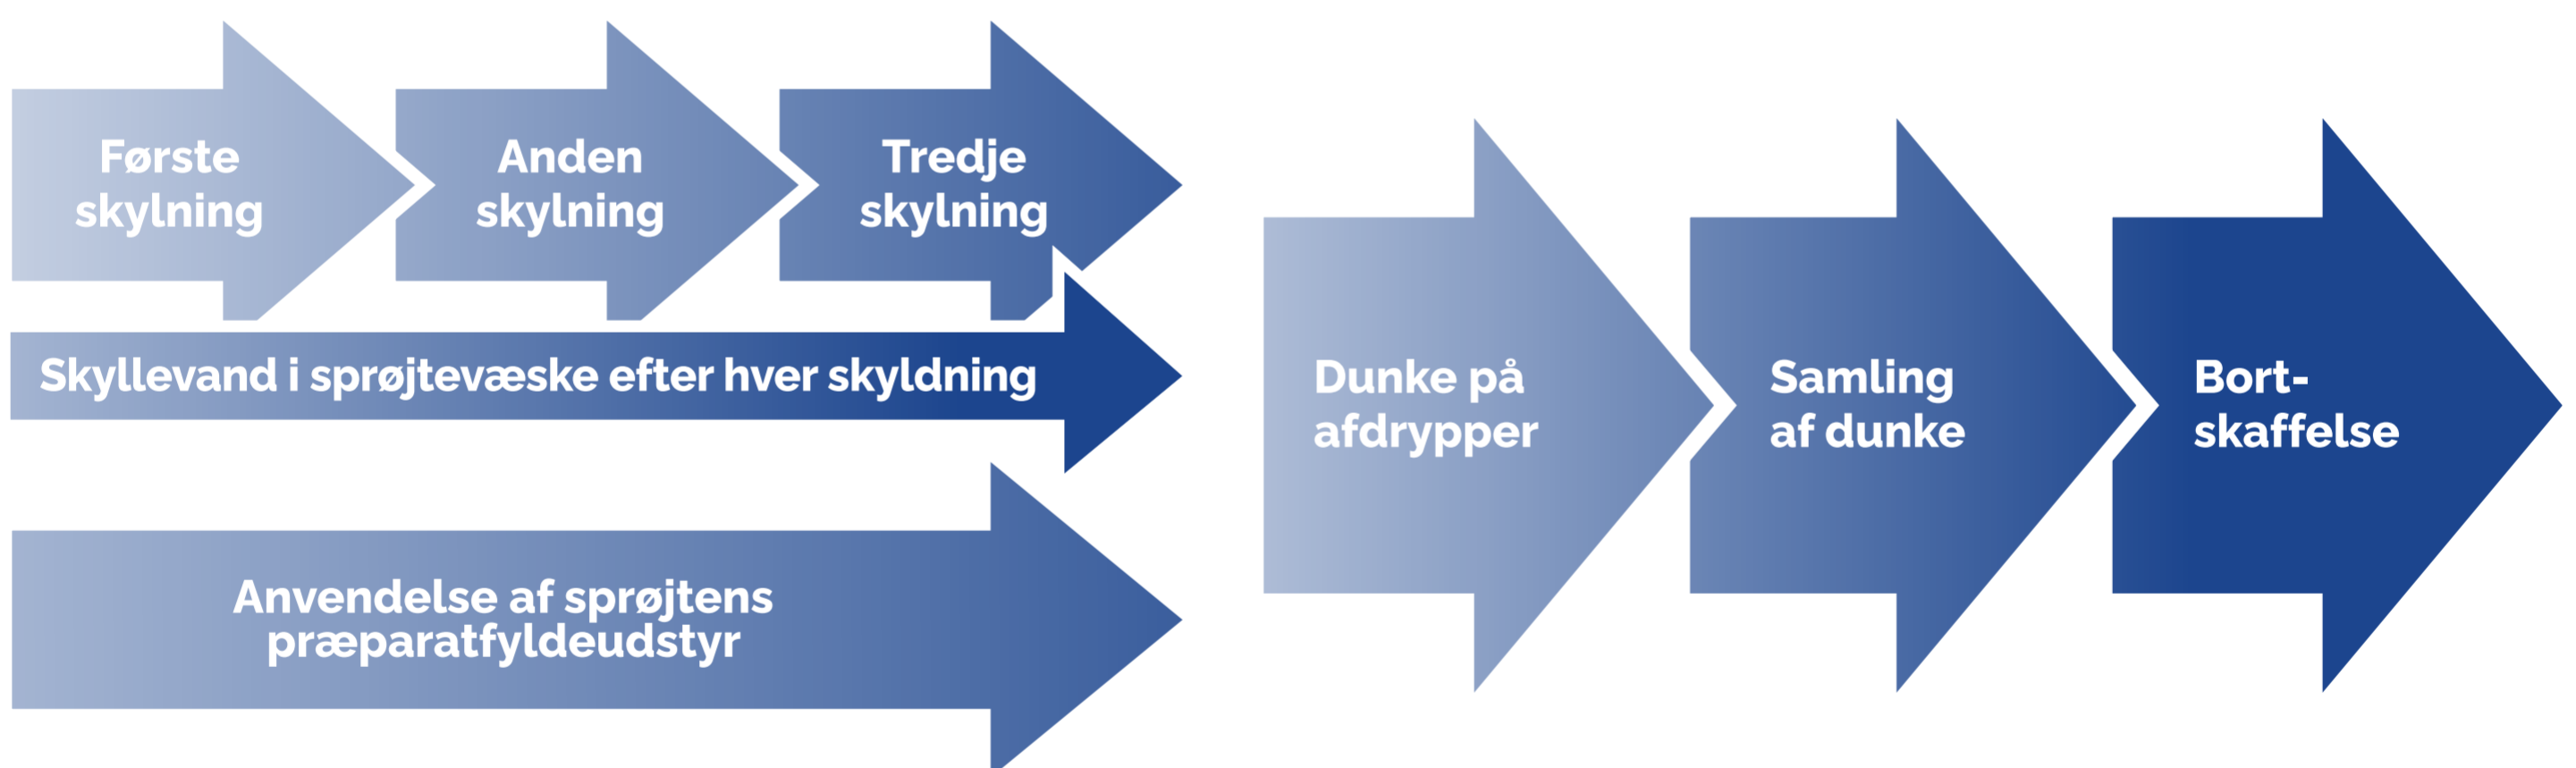 Første
skylning
Anden
skylning
Tredje
skylning
Skyllevand i sprøjtevæske efter hver skyldning
Anvendelse af sprøjtens
præparatfyldeudstyr
Dunke på
afdrypper
Samling
af dunke
Bort-
skaffelse